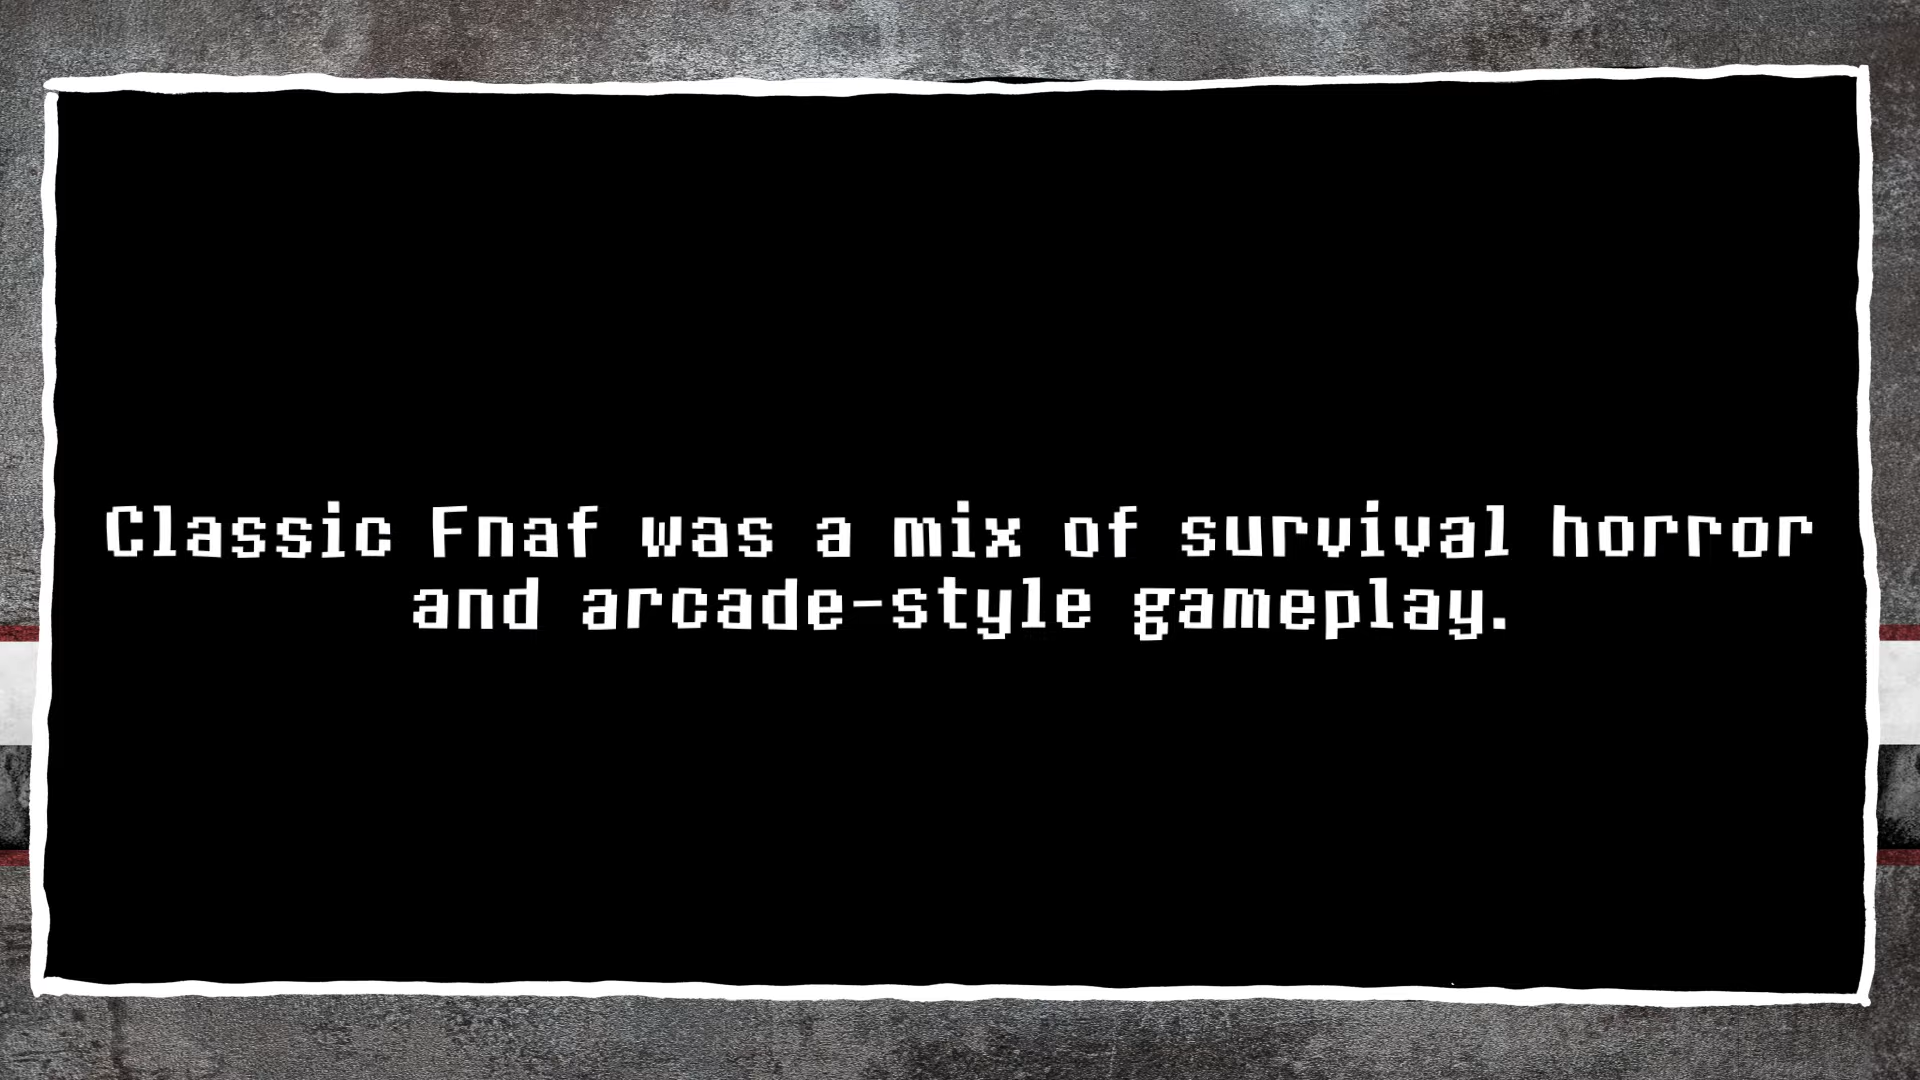 Classic Fnaf was a mix of survival horror
and arcade-style gameplay.